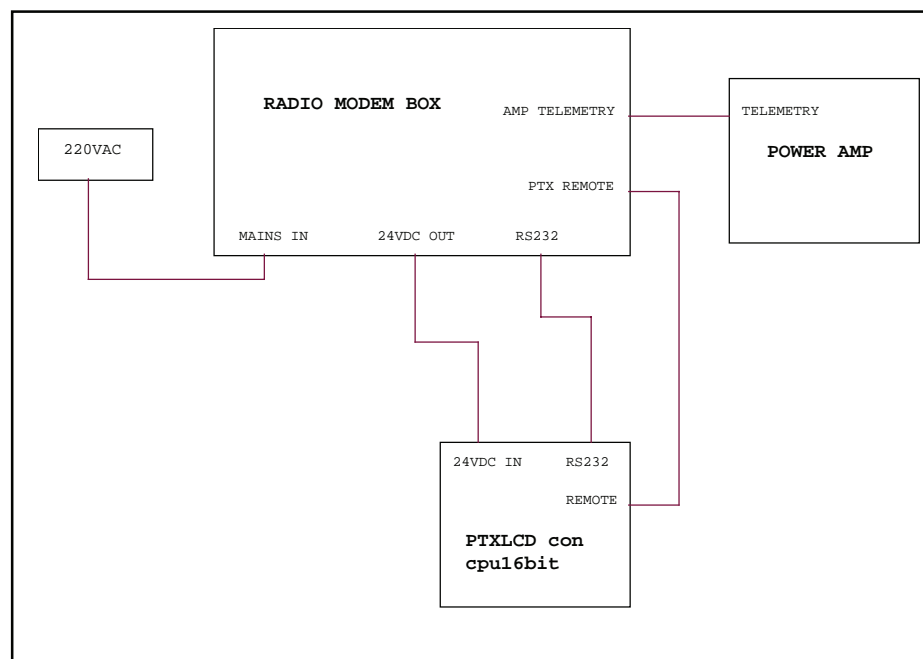 RADIO MODEM BOX
AMP TELEMETRY
TELEMETRY
POWER AMP
220VAC
PTX REMOTE
MAINS IN
24VDC OUT
RS232
24VDC IN
RS232
REMOTE
PTXLCD con
cpu16bit